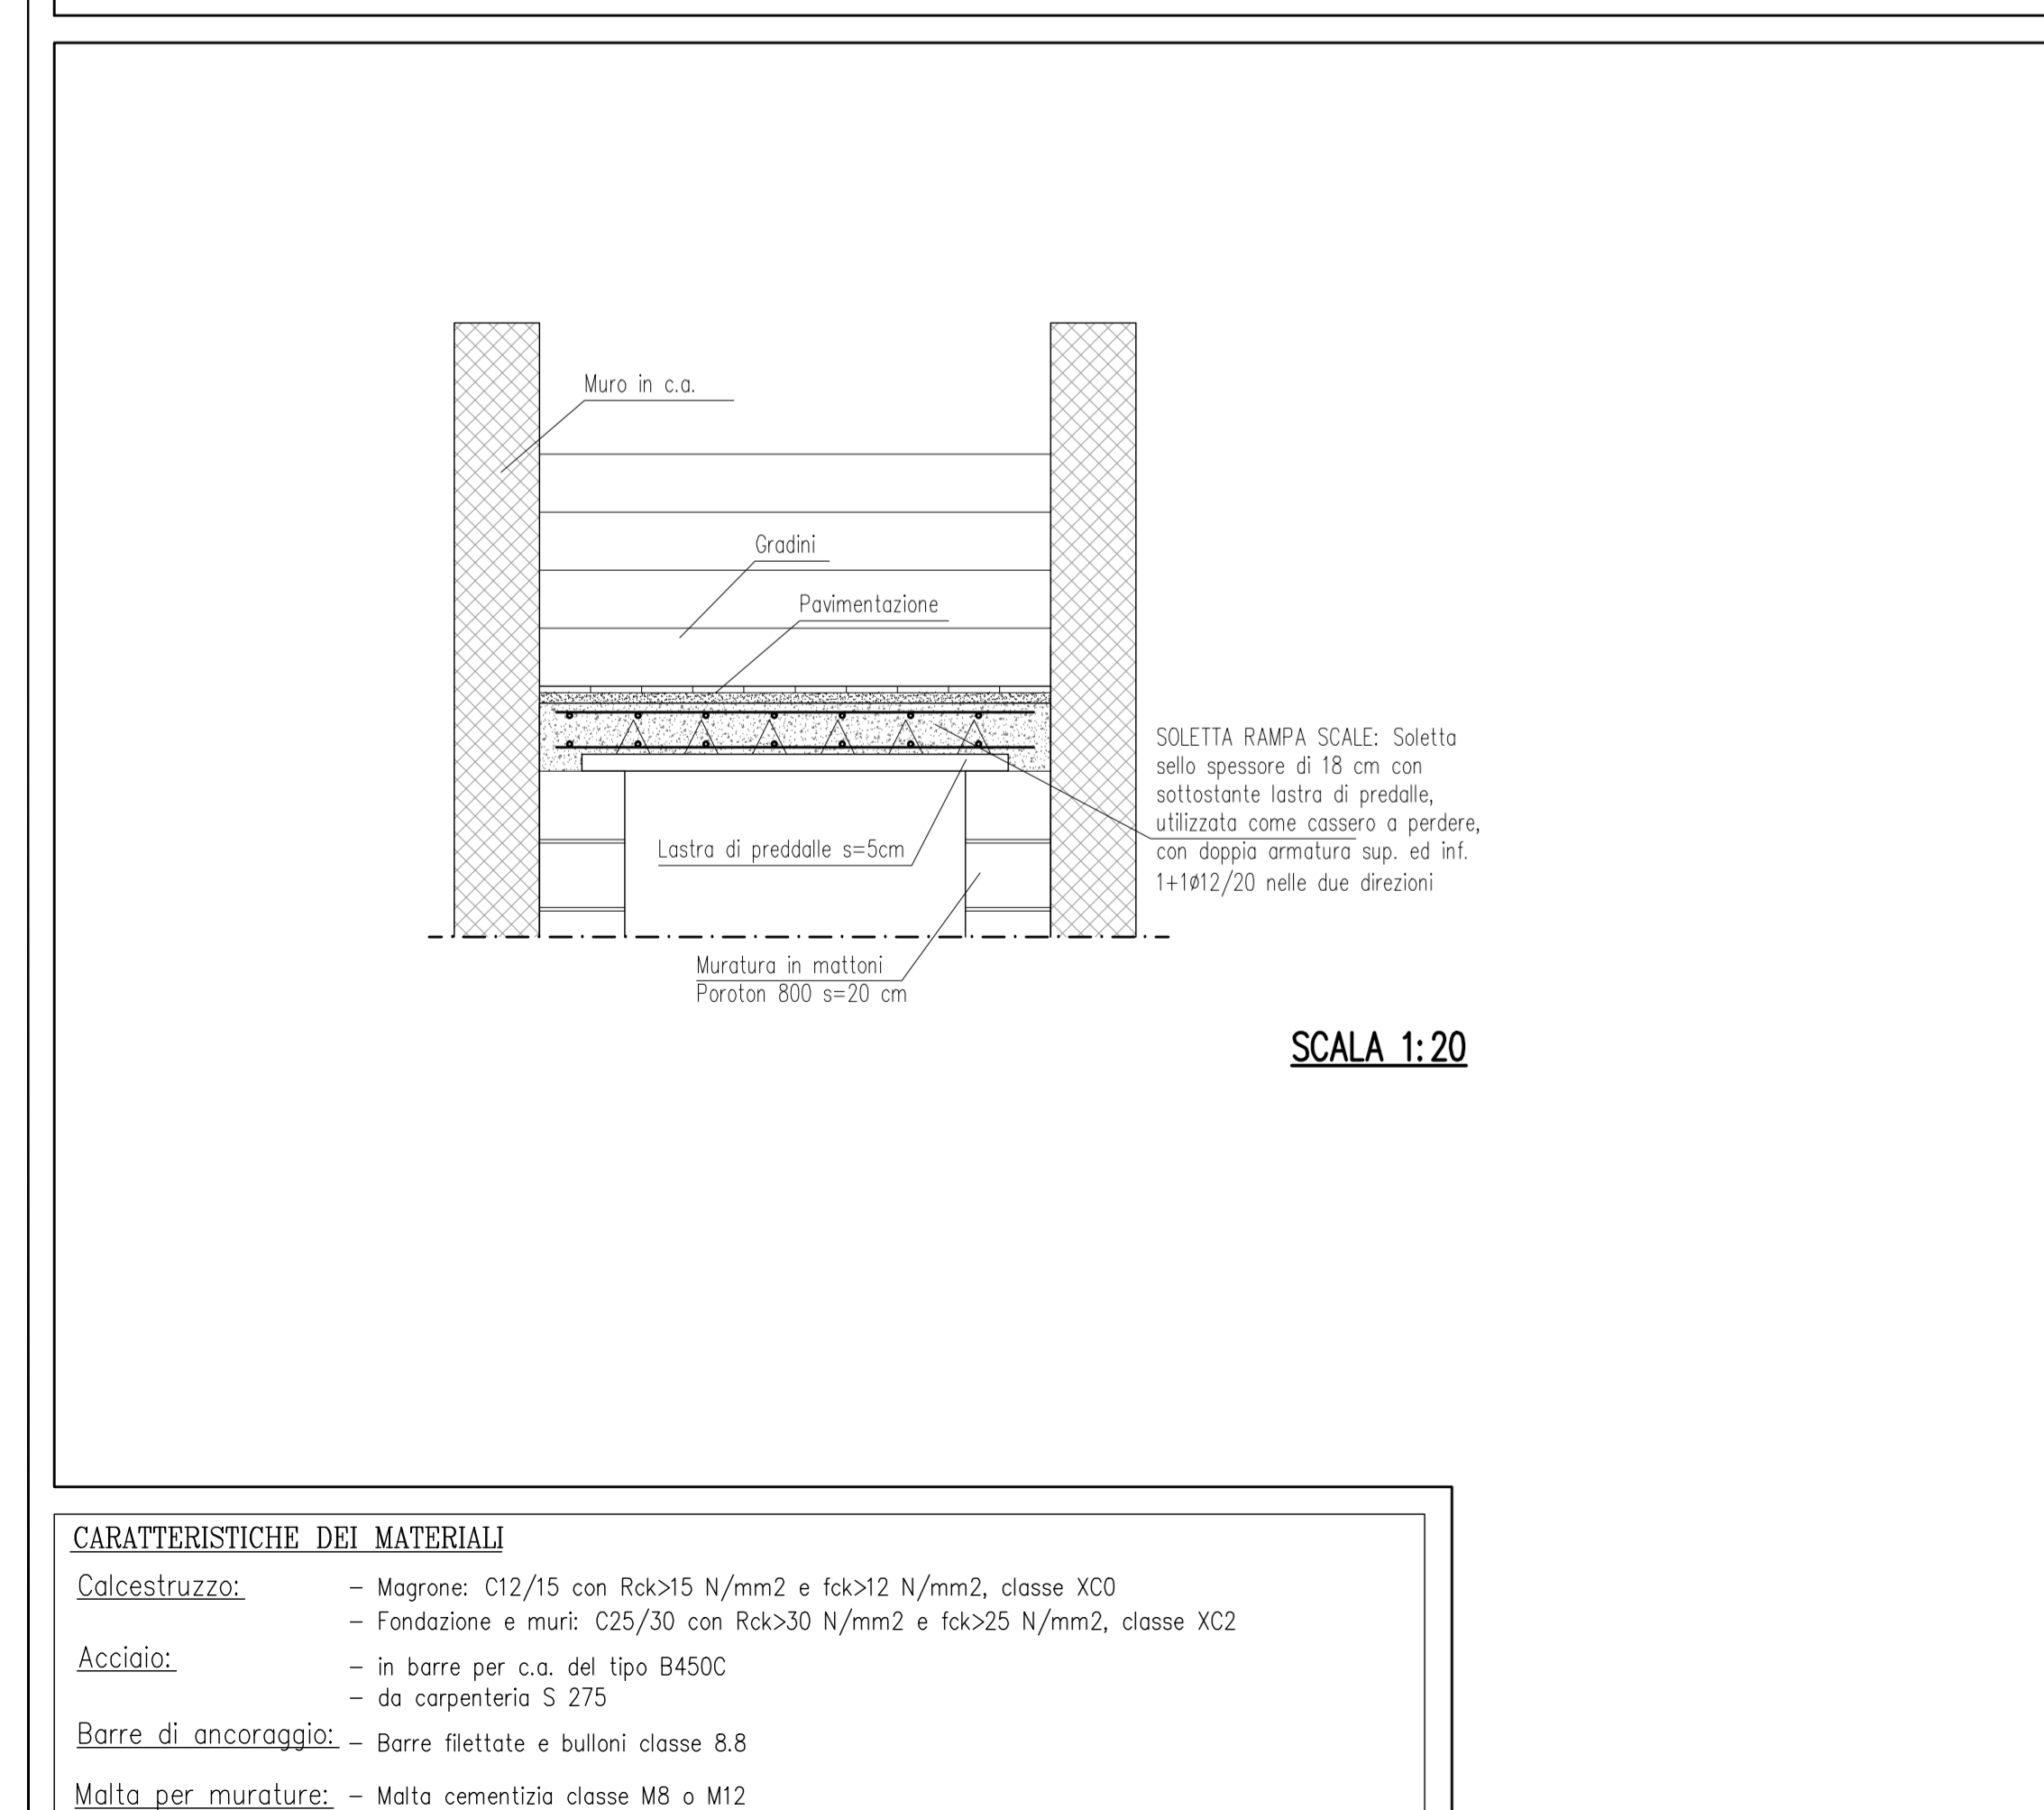 Muro in c.a.
Gradini
Pavimentazione
SOLETTA RAMPA SCALE: Soletta
sello spessore di 18 cm con
sottostante lastra di predalle,
utilizzata come cassero a perdere,
con doppia armatura sup. ed inf.
1+1ø12/20 nelle due direzioni
Lastra di preddalle s=5cm
Muratura in mattoni
Poroton 800 s=20 cm
SCALA 1:20
CARATTERISTICHE DEI MATERIALI
Calcestruzzo: – Magrone: C12/15 con Rck>15 N/mm2 e fck>12 N/mm2, classe XC0
– Fondazione e muri: C25/30 con Rck>30 N/mm2 e fck>25 N/mm2, classe XC2
Acciaio: – in barre per c.a. del tipo B450C
– da carpenteria S 275
Barre di ancoraggio: – Barre filettate e bulloni classe 8.8
Malta per murature: – Malta cementizia classe M8 o M12